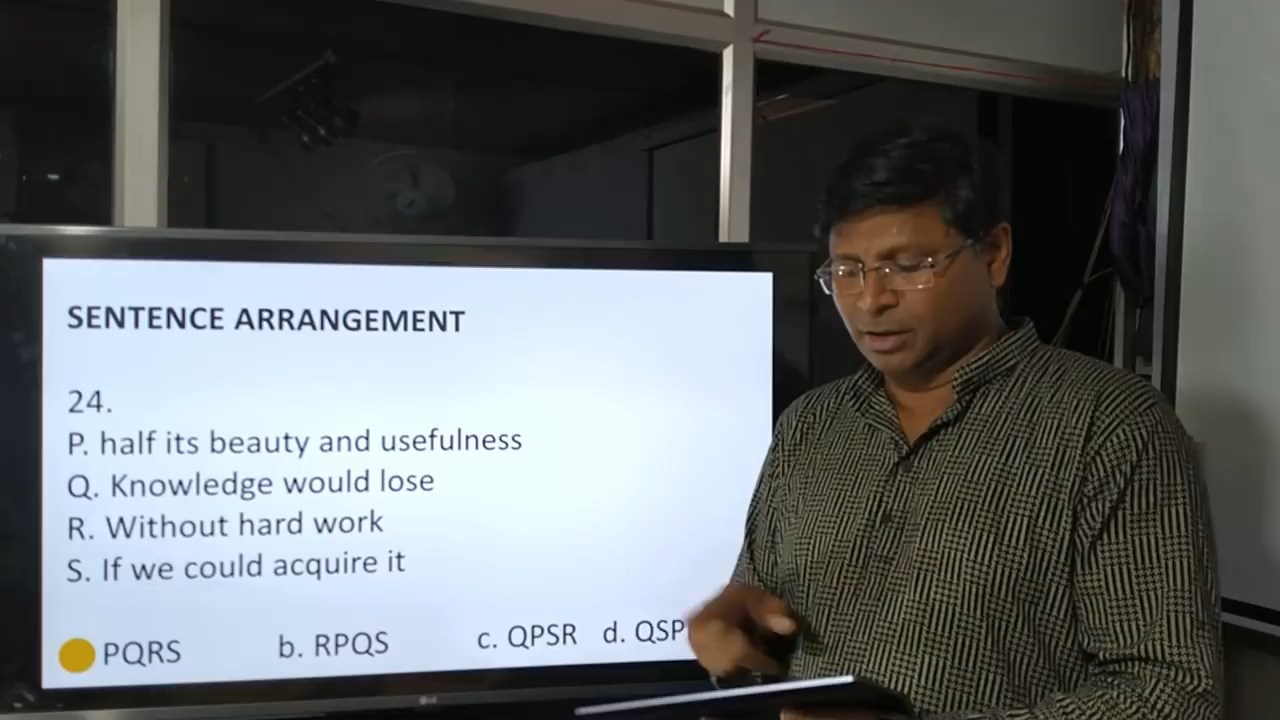 SENTENCE ARRANGEMENT
24.
P. half its beauty and usefulness
Q. Knowledge would lose
R. Without hard work
S. If we could acquire it
PQRS b. RPQS c. QPSR d. QSP
LG